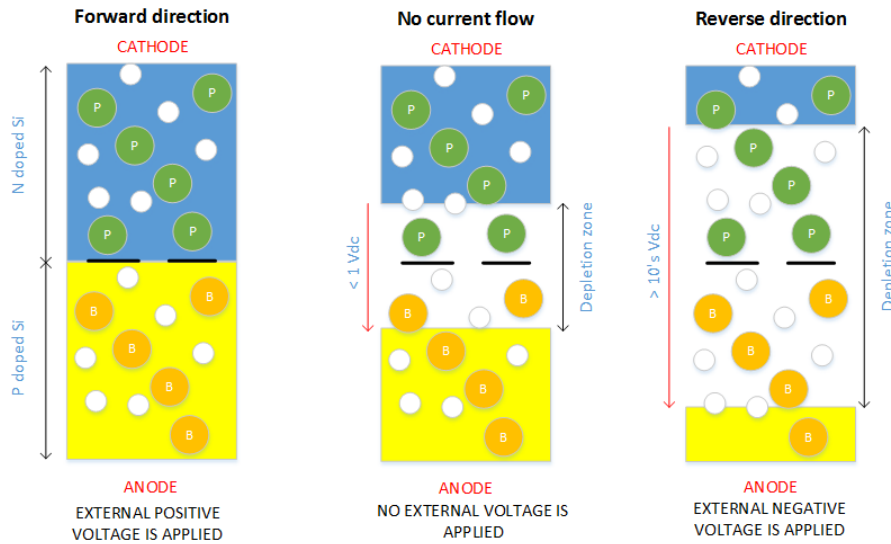 Forward direction
CATHODE
N doped Si
P
P
P
P
P
P
P doped Si
B
B
B
B
B
ANODE
EXTERNAL POSITIVE
VOLTAGE IS APPLIED
No current flow
CATHODE
P
P
P
P
P
P
< 1 Vdc
Depletion zone
B
B
B
B
B
ANODE
NO EXTERNAL VOLTAGE IS
APPLIED
Reverse direction
CATHODE
P
P
P
P
P
P
> 10's Vdc
Depletion zone
B
B
B
B
B
ANODE
EXTERNAL NEGATIVE
VOLTAGE IS APPLIED